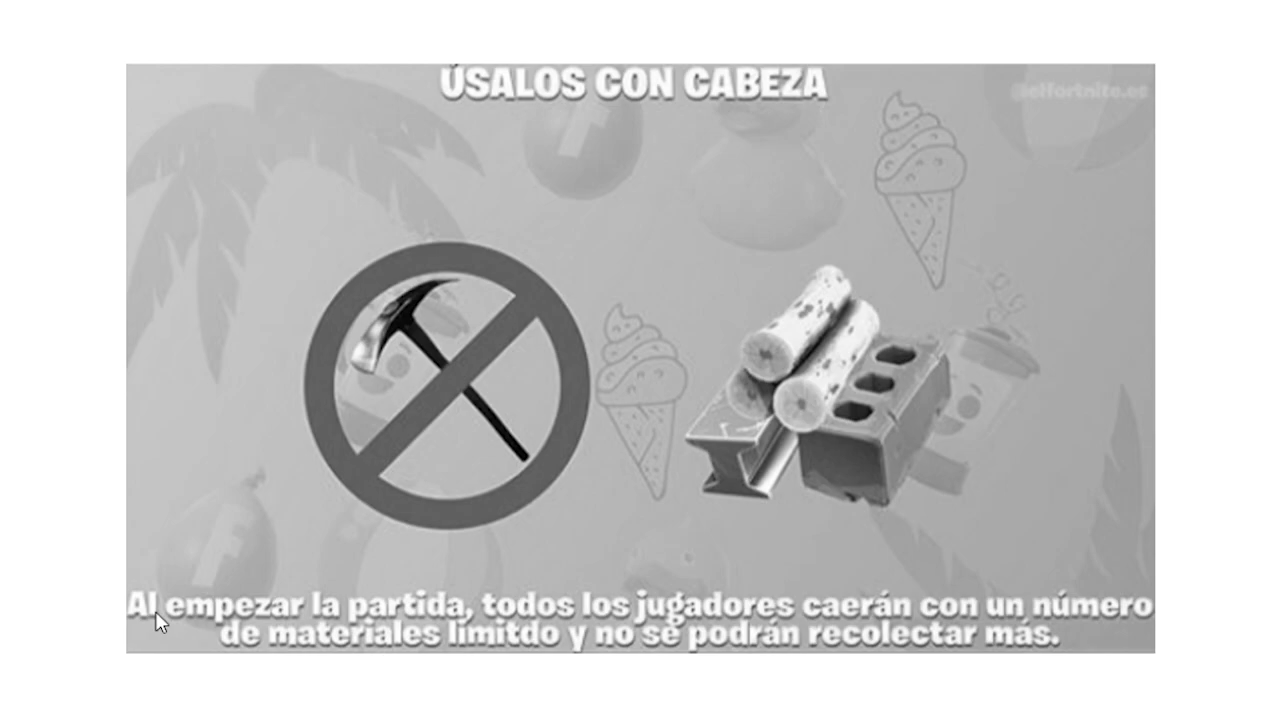 ÚSALOS CON CABEZA
@elfortnite.es
Al empezar la partida, todos los jugadores caerán con un número
de materiales limitdo y no se podrán recolectar más.